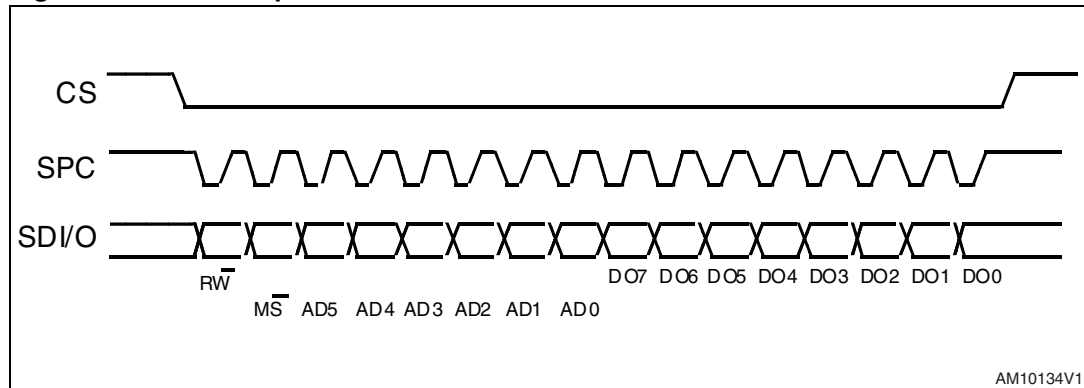 CS
SPC
SDI/O
RW
DO7 DO6 DO5 DO4 DO3 DO2 DO1 DO0
MS AD5 AD4 AD3 AD2 AD1 AD0
AM10134V1